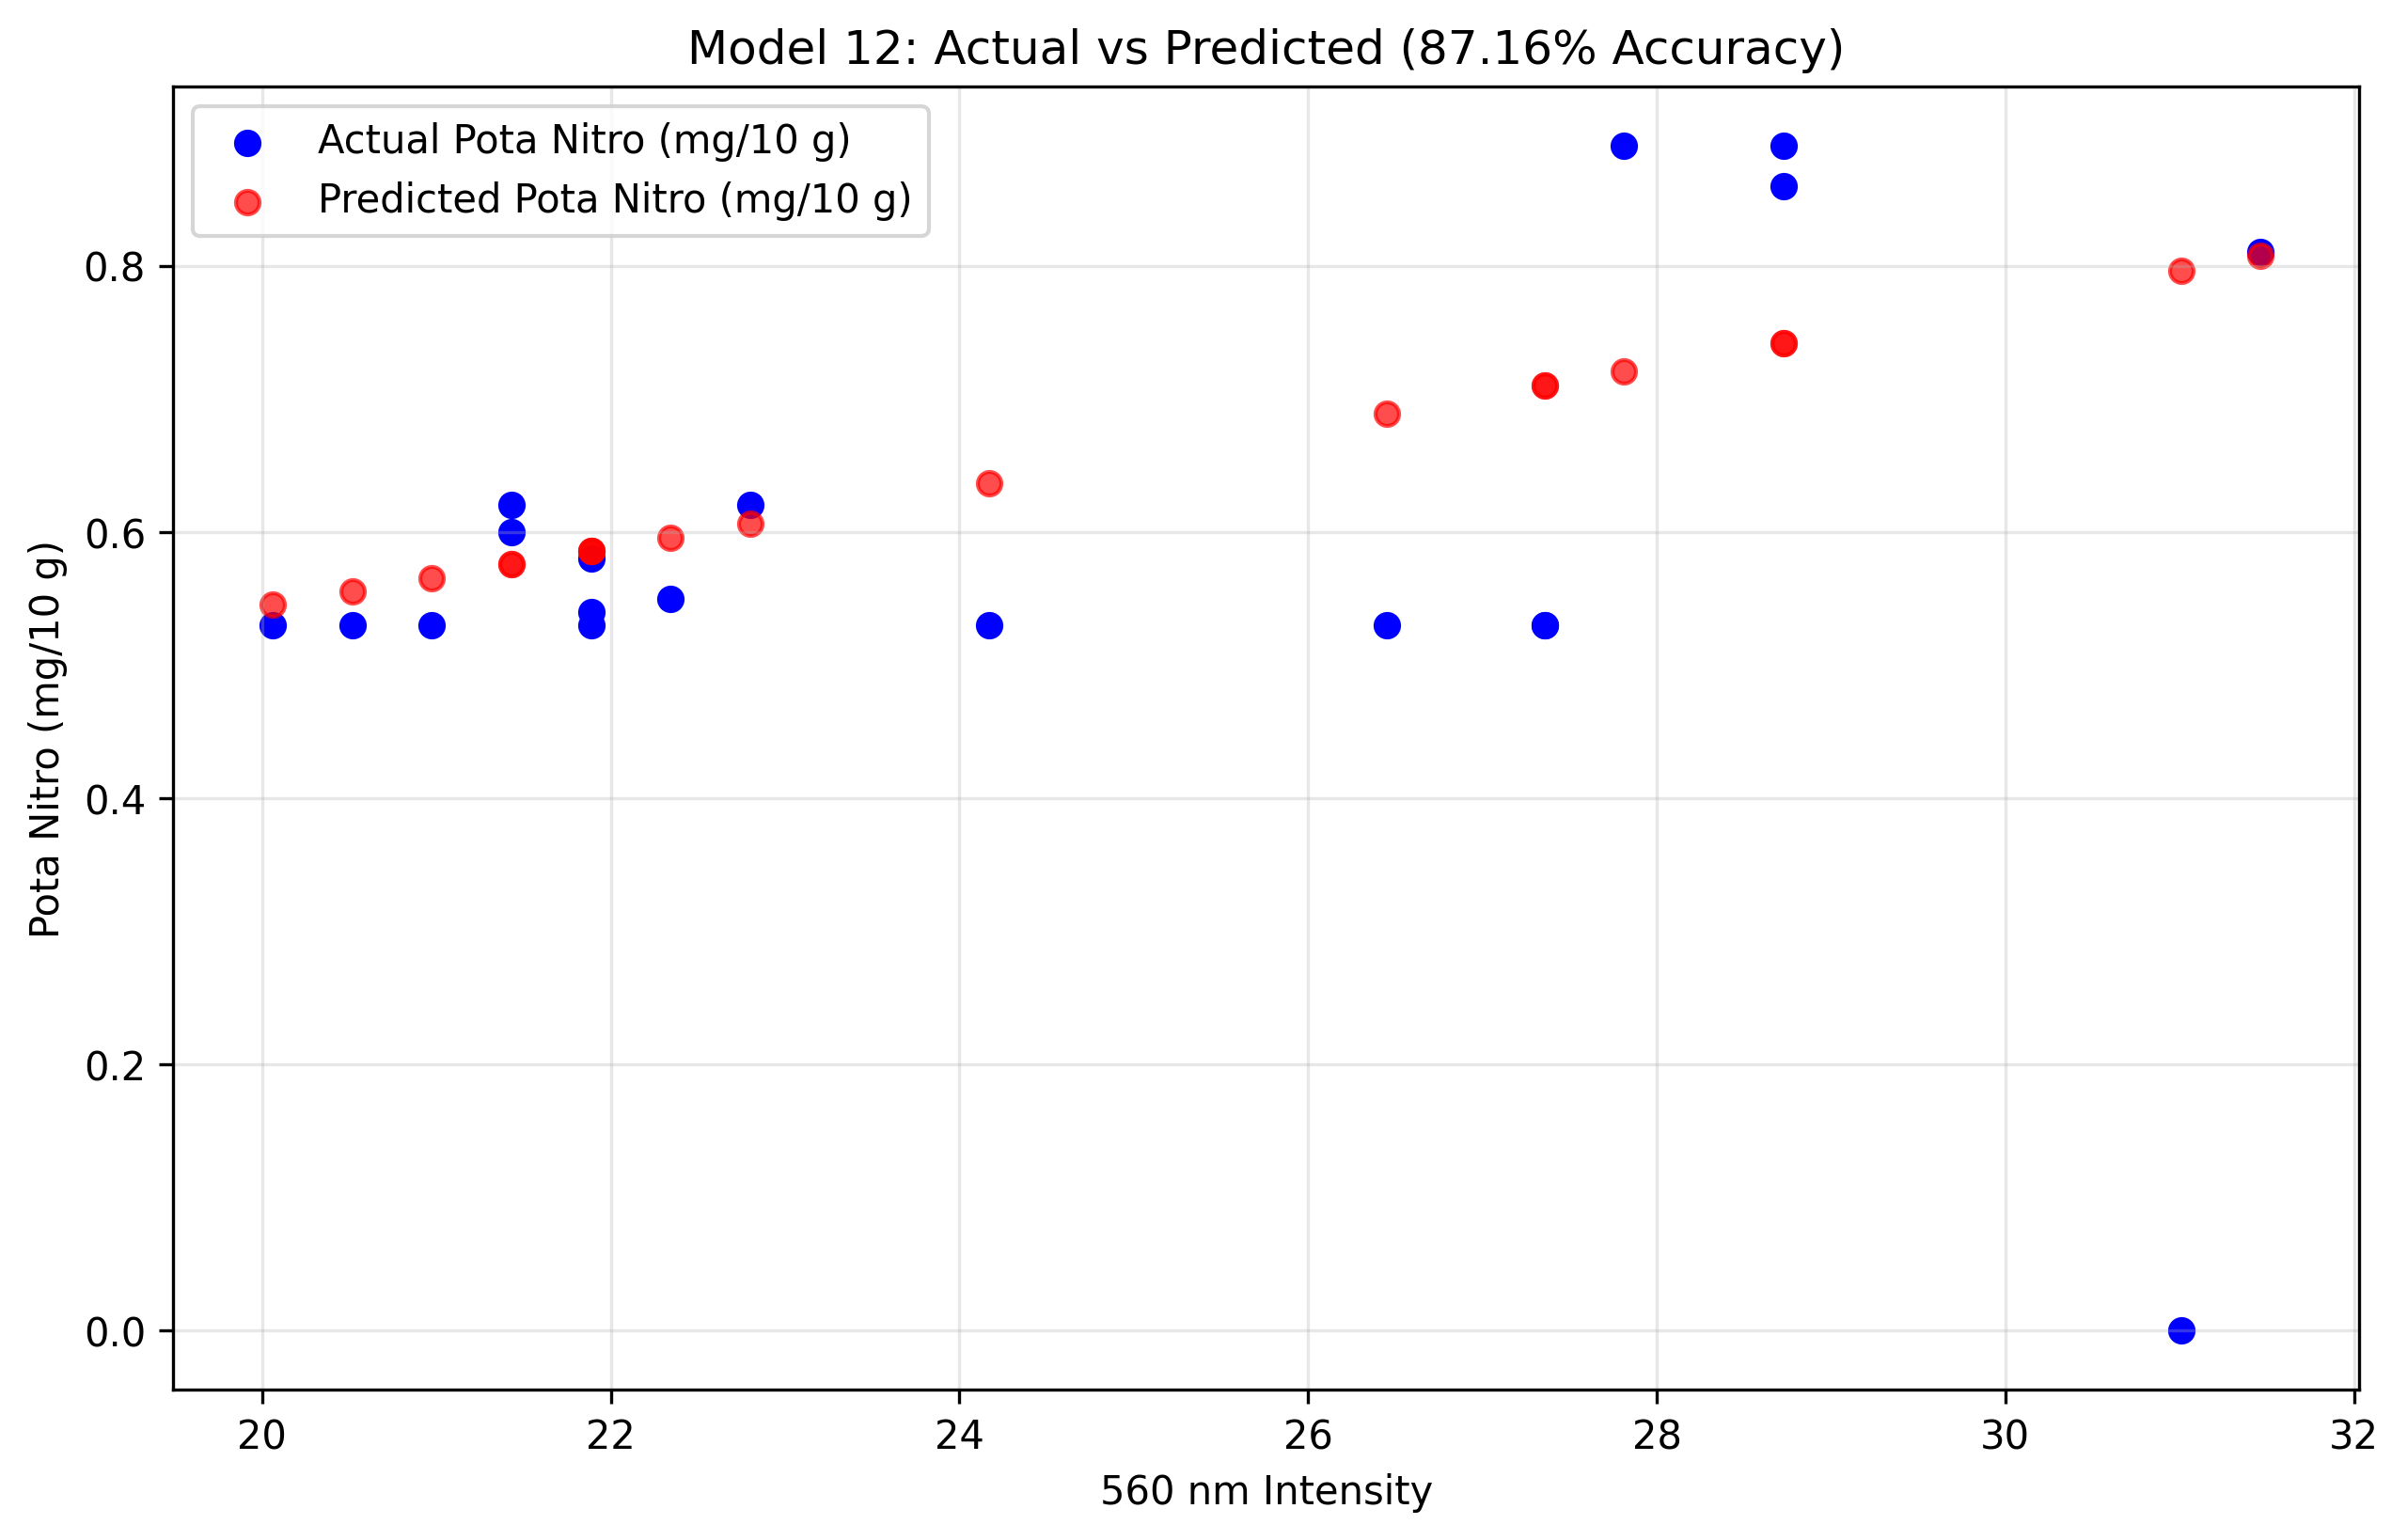 Model 12: Actual vs Predicted (87.16% Accuracy)
Actual Pota Nitro (mg/10 g)
Predicted Pota Nitro (mg/10 g)
Pota Nitro (mg/10 g)
0.8
0.6
0.4
0.2
0.0
20 22 24 26 28 30 32
560 nm Intensity